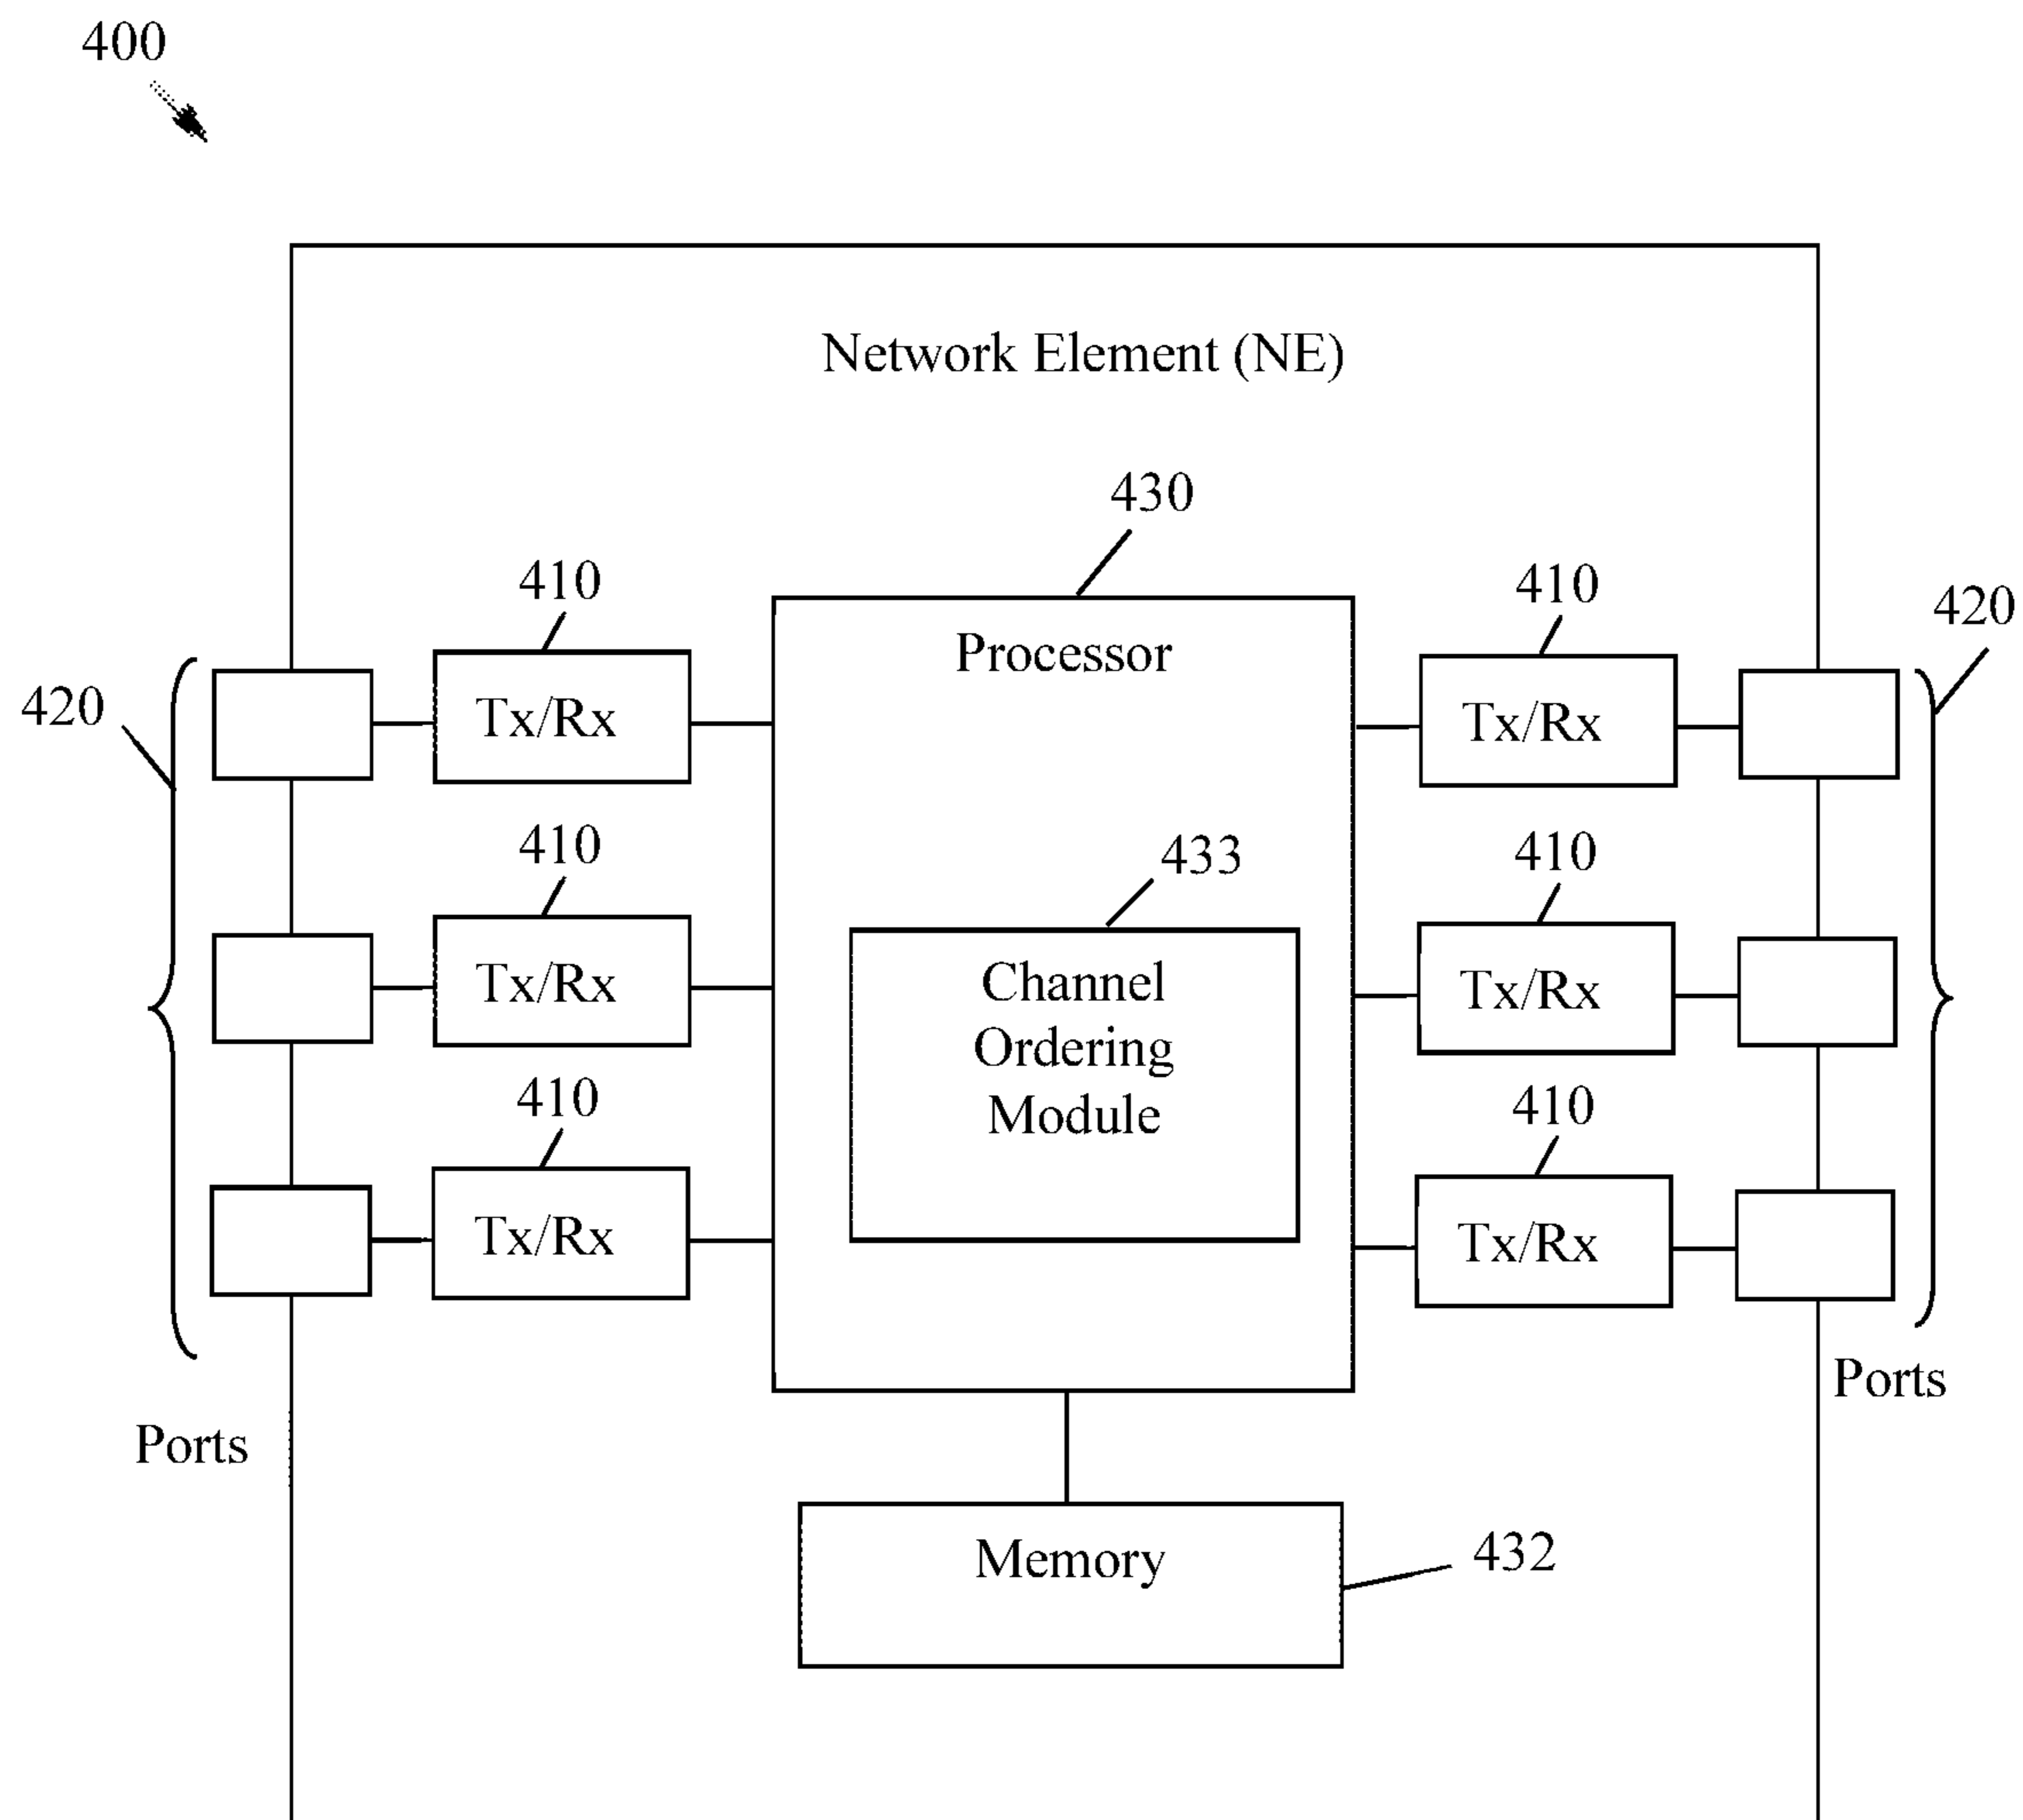 400
Network Element (NE)
430
410
410
420
420
Processor
Tx/Rx
Tx/Rx
410
433
410
Tx/Rx
Channel
Ordering
Module
Tx/Rx
410
410
Tx/Rx
Tx/Rx
Ports
Ports
Memory
432